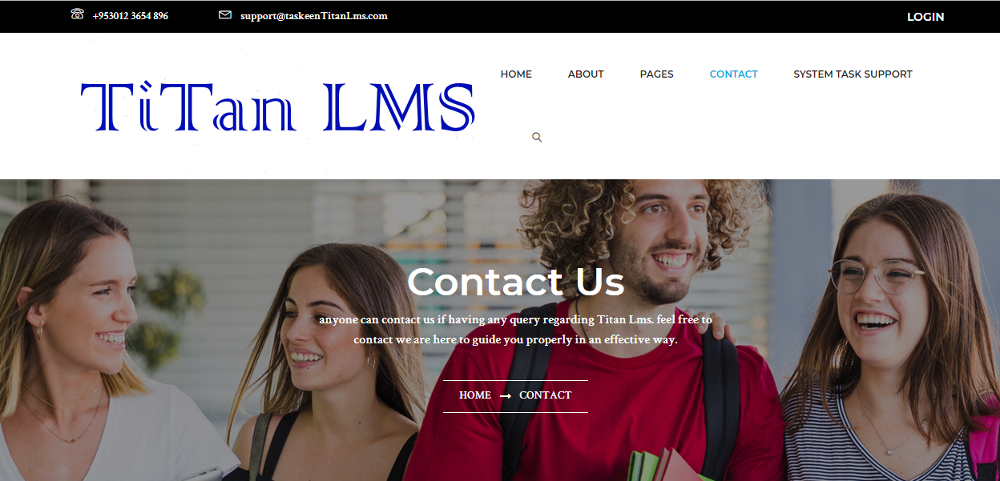 +953012 3654 896
support@taskeenTitanLms.com
LOGIN
TiTan LMS
HOME
ABOUT
PAGES
CONTACT
SYSTEM TASK SUPPORT
Contact Us
anyone can contact us if having any query regarding Titan Lms. feel free to
contact we are here to guide you properly in an effective way.
HOME → CONTACT